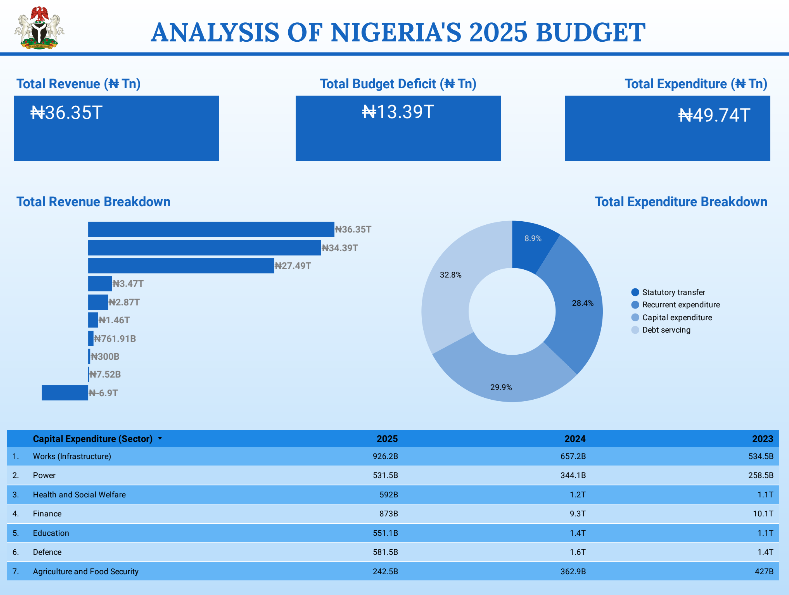 ANALYSIS OF NIGERIA'S 2025 BUDGET
Total Revenue (₦ Tn)
Total Budget Deficit (₦ Tn)
Total Expenditure (₦ Tn)
₦36.35T
₦13.39T
₦49.74T
Total Revenue Breakdown
Total Expenditure Breakdown
₦36.35T
₦34.39T
₦27.49T
₦3.47T
₦2.87T
₦1.46T
₦761.91B
₦300B
₦7.52B
₦-6.9T
8.9%
28.4%
29.9%
32.8%
Statutory transfer
Recurrent expenditure
Capital expenditure
Debt servcing
Capital Expenditure (Sector) 2025 2024 2023
1. Works (Infrastructure) 926.2B 657.2B 534.5B
2. Power 531.5B 344.1B 258.5B
3. Health and Social Welfare 592B 1.2T 1.1T
4. Finance 873B 9.3T 10.1T
5. Education 551.1B 1.4T 1.1T
6. Defence 581.5B 1.6T 1.4T
7. Agriculture and Food Security 242.5B 362.9B 427B